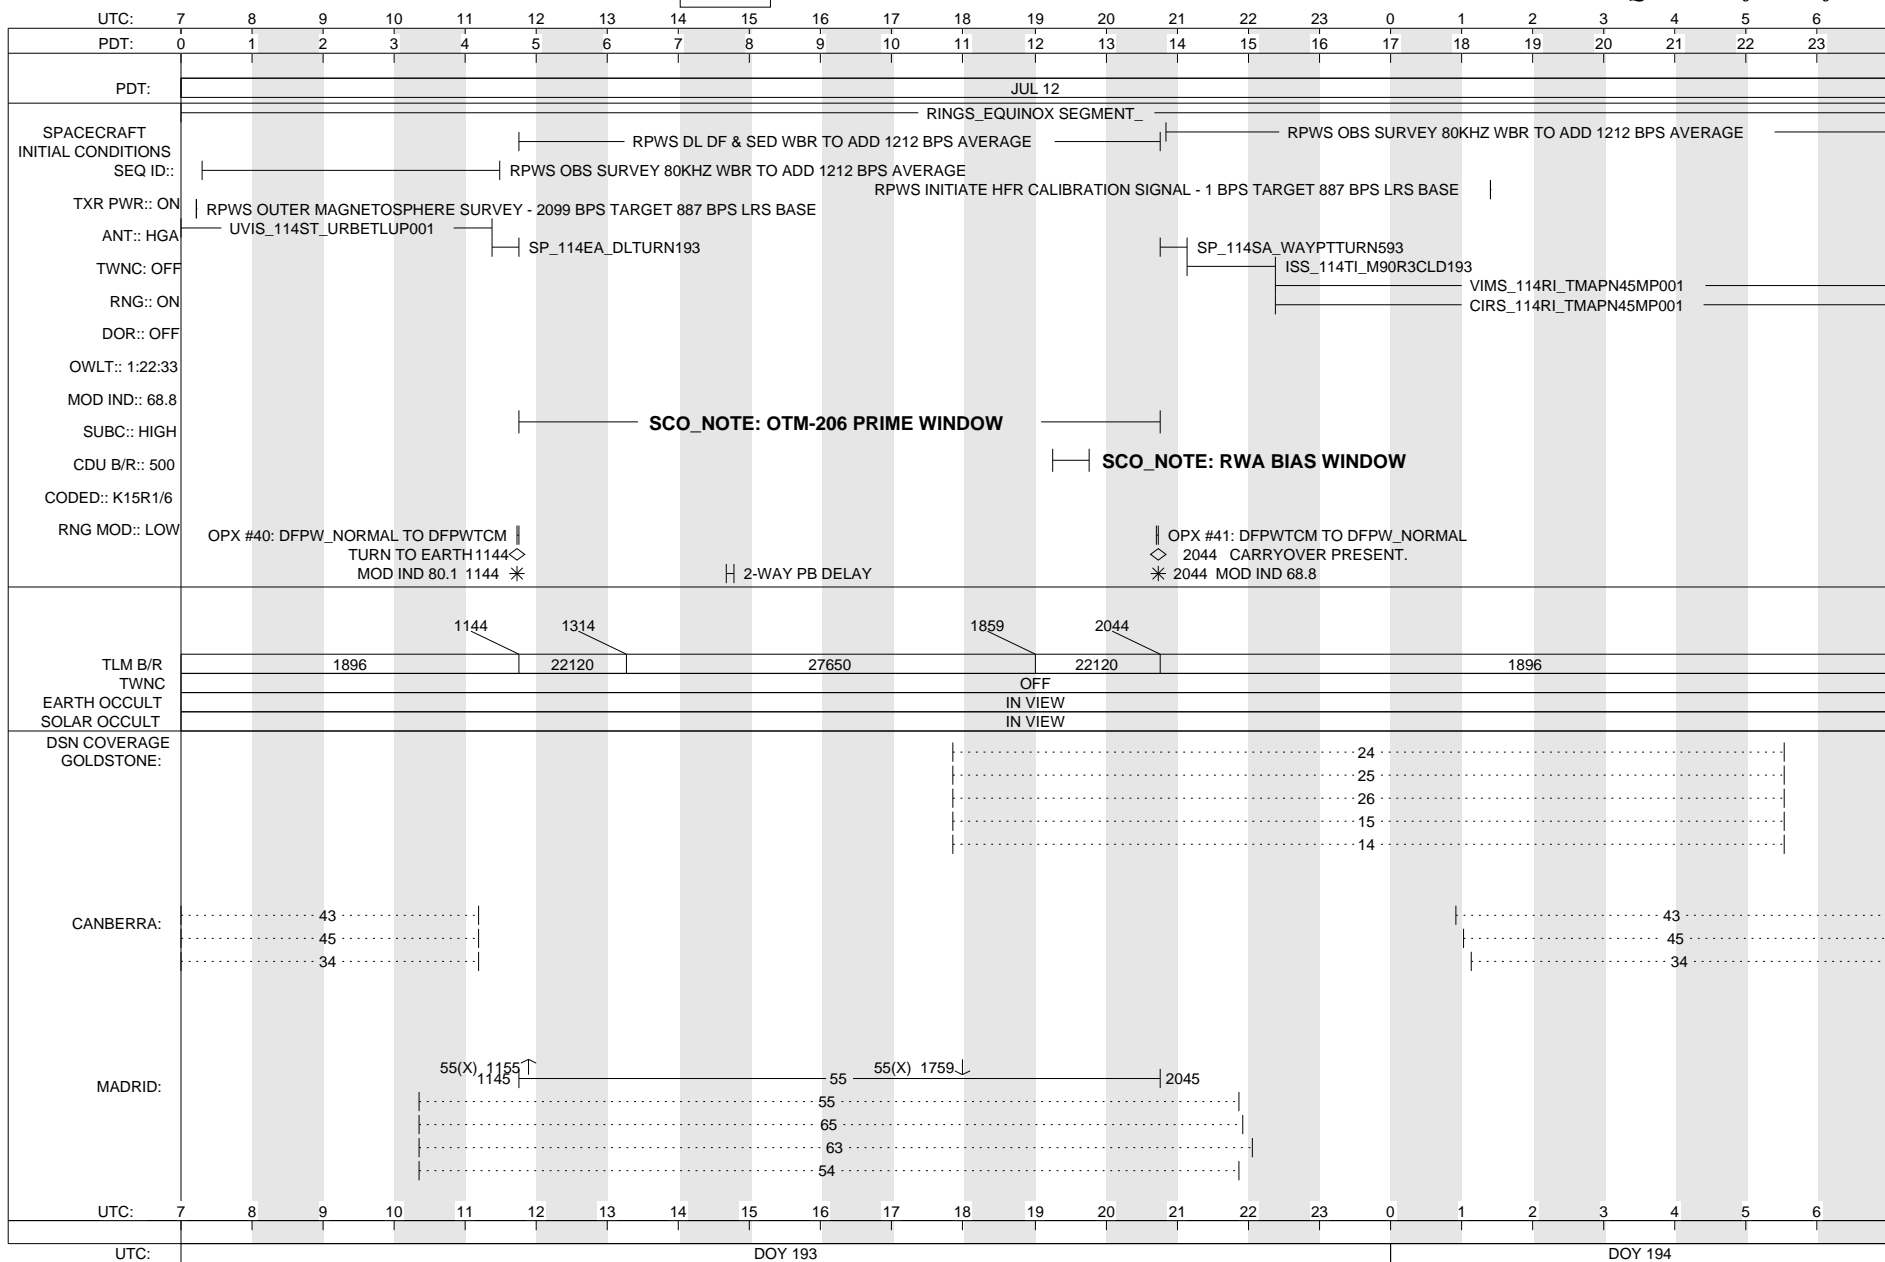 UTC: 7 8 9 10 11 12 13 14 15 16 17 18 19 20 21 22 23 0 1 2 3 4 5 6
PDT: 0 1 2 3 4 5 6 7 8 9 10 11 12 13 14 15 16 17 18 19 20 21 22 23
PDT: JUL 12
RINGS_EQUINOX SEGMENT_
SPACECRAFT
INITIAL CONDITIONS
RPWS DL DF & SED WBR TO ADD 1212 BPS AVERAGE
RPWS OBS SURVEY 80KHZ WBR TO ADD 1212 BPS AVERAGE
SEQ ID::
RPWS OBS SURVEY 80KHZ WBR TO ADD 1212 BPS AVERAGE
RPWS INITIATE HFR CALIBRATION SIGNAL - 1 BPS TARGET 887 BPS LRS BASE
TXR PWR:: ON
RPWS OUTER MAGNETOSPHERE SURVEY - 2099 BPS TARGET 887 BPS LRS BASE
UVIS_114ST_URBETLUP001
ANT:: HGA
SP_114EA_DLTURN193
SP_114SA_WAYPTTURN593
TWNC: OFF
ISS_114TI_M90R3CLD193
VIMS_114RI_TMAPN45MP001
RNG:: ON
CIRS_114RI_TMAPN45MP001
DOR:: OFF
OWLT:: 1:22:33
MOD IND:: 68.8
SCO_NOTE: OTM-206 PRIME WINDOW
SUBC:: HIGH
CDU B/R:: 500
SCO_NOTE: RWA BIAS WINDOW
CODED:: K15R1/6
RNG MOD:: LOW
OPX #40: DFPW_NORMAL TO DFPWTCM
OPX #41: DFPWTCM TO DFPW_NORMAL
TURN TO EARTH 1144
2044 CARRYOVER PRESENT.
MOD IND 80.1 1144
2-WAY PB DELAY
2044 MOD IND 68.8
1144 1314 1859 2044
TLM B/R 1896 22120 27650 22120 1896
TWNC OFF
EARTH OCCULT IN VIEW
SOLAR OCCULT IN VIEW
DSN COVERAGE
GOLDSTONE:
24
25
26
15
14
CANBERRA:
43 43
45 45
34 34
MADRID:
55(X) 1155 55(X) 1759
1145 55 2045
55
65
63
54
UTC: 7 8 9 10 11 12 13 14 15 16 17 18 19 20 21 22 23 0 1 2 3 4 5 6
UTC: DOY 193 DOY 194